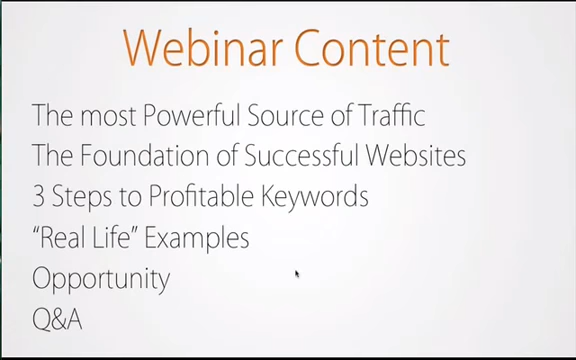 Webinar Content
The most Powerful Source of Traffic
The Foundation of Successful Websites
3 Steps to Profitable Keywords
“Real Life” Examples
Opportunity
Q&A